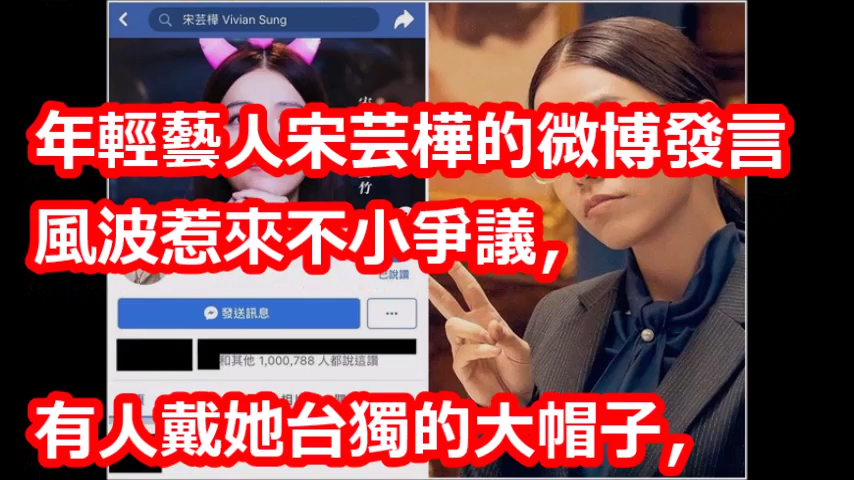 宋芸樺 Vivian Sung
年輕藝人宋芸樺的微博發言
風波惹來不小爭議,
已說讚
發送訊息
和其他 1,000,788 人都說這讚
有人戴她台獨的大帽子,